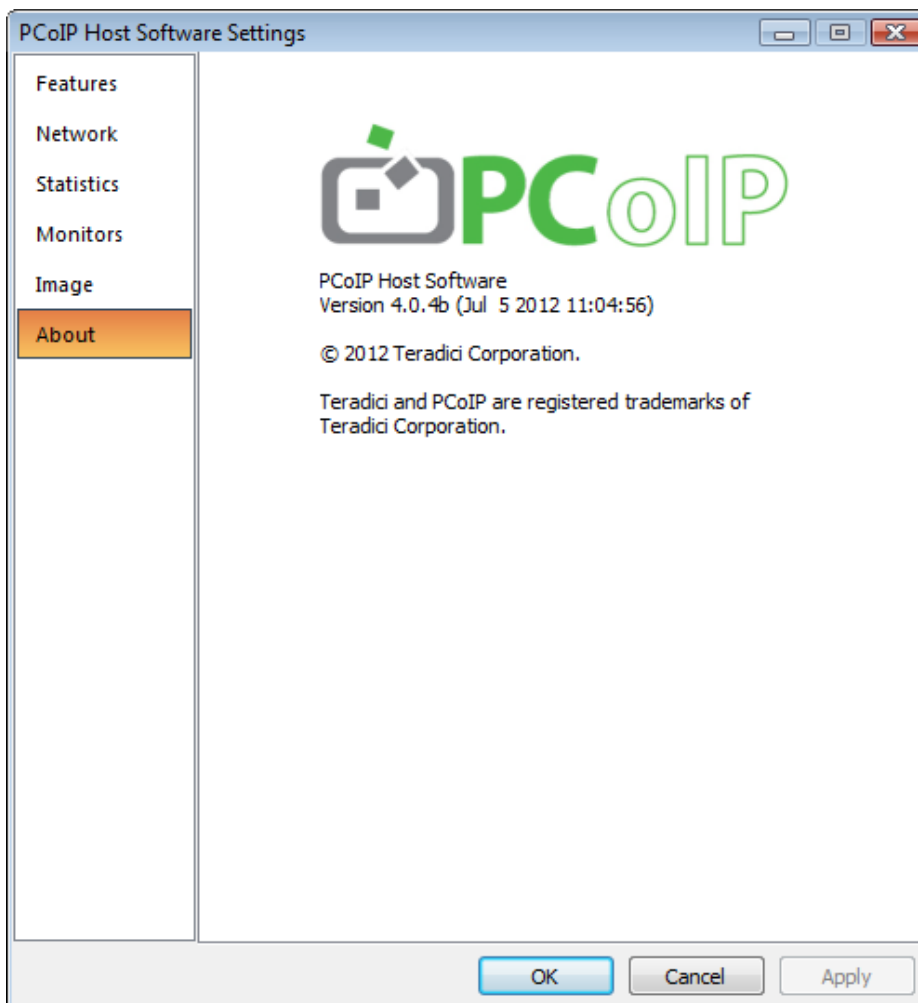 PCoIP Host Software Settings
Features
Network
Statistics
Monitors
Image
About
PCoIP
PCoIP Host Software
Version 4.0.4b (Jul  5 2012 11:04:56)
© 2012 Teradici Corporation.
Teradici and PCoIP are registered trademarks of
Teradici Corporation.
OK
Cancel
Apply